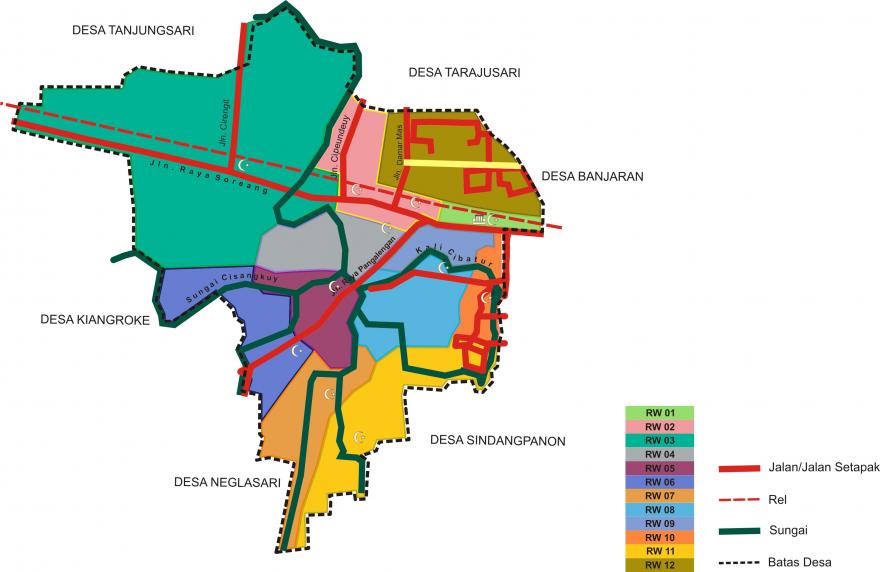 DESA TANJUNGSARI
DESA TARAJUSARI
Jln. Cirengit
Jln. Cipeundeuy
Jln. Damar Mas
Jln. Raya Soreang
DESA BANJARAN
Kali Cibatur
Jln. Raya Pangalengan
Sungai Cisangkuy
DESA KIANGROKE
DESA SINDANGPANON
DESA NEGLASARI
RW 01
RW 02
RW 03
RW 04
RW 05
RW 06
RW 07
RW 08
RW 09
RW 10
RW 11
RW 12
Jalan/Jalan Setapak
Rel
Sungai
Batas Desa